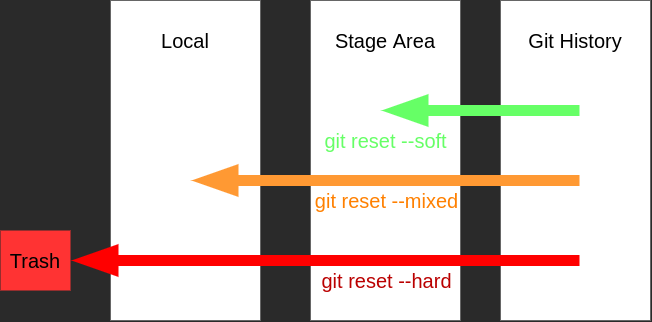 Local
Stage Area
Git History
git reset --soft
git reset --mixed
git reset --hard
Trash